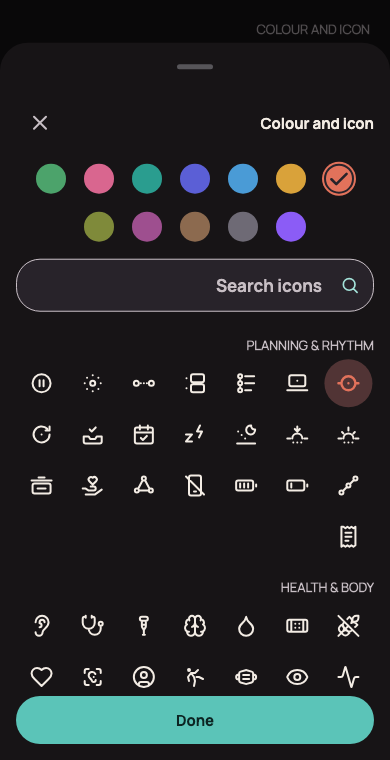 COLOUR AND ICON
Colour and icon
Search icons
PLANNING & RHYTHM
HEALTH & BODY
Done